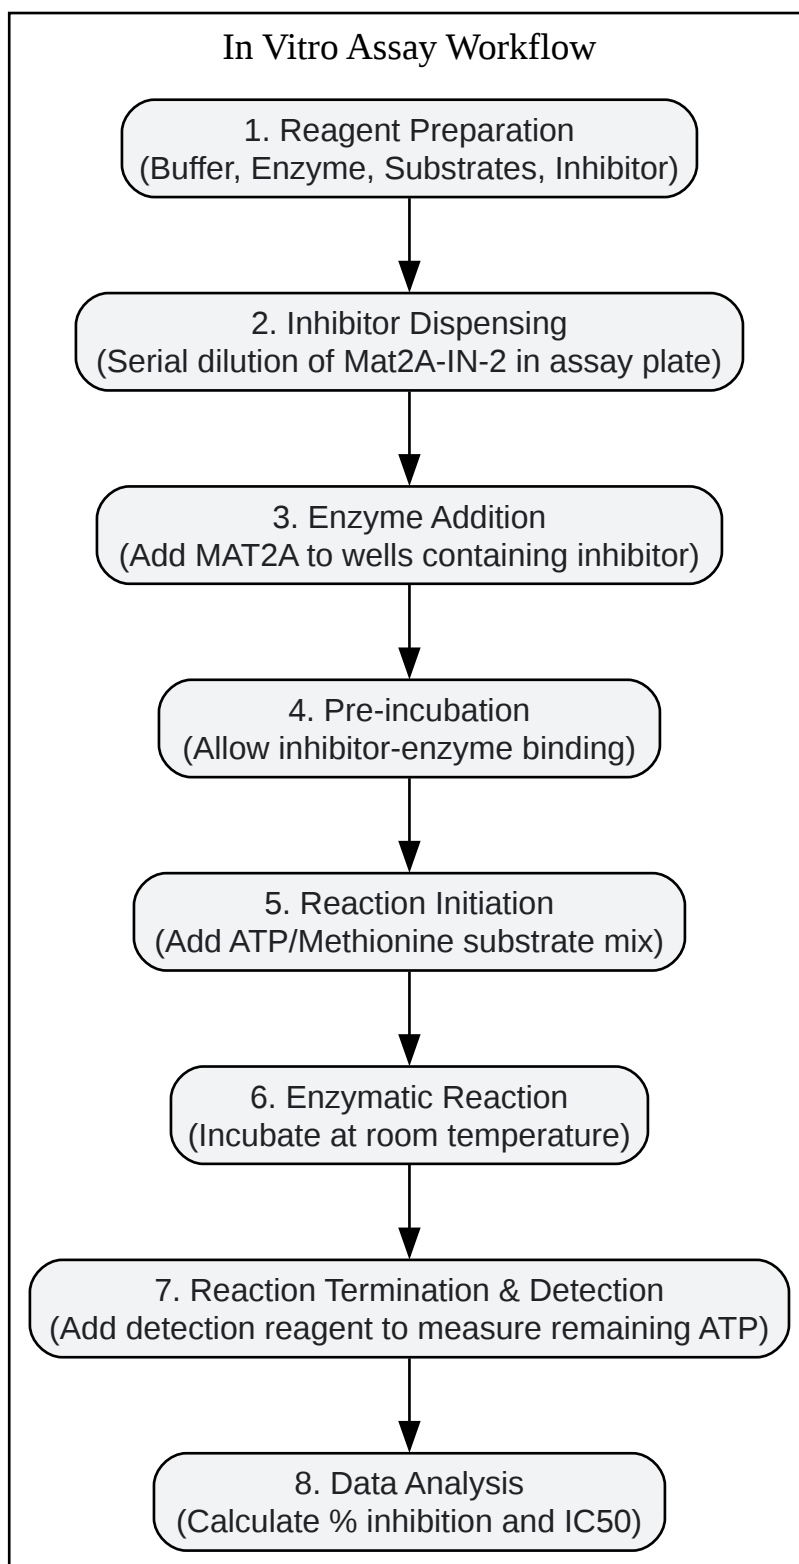 In Vitro Assay Workflow
1. Reagent Preparation
(Buffer, Enzyme, Substrates, Inhibitor)
2. Inhibitor Dispensing
(Serial dilution of Mat2A-IN-2 in assay plate)
3. Enzyme Addition
(Add MAT2A to wells containing inhibitor)
4. Pre-incubation
(Allow inhibitor-enzyme binding)
5. Reaction Initiation
(Add ATP/Methionine substrate mix)
6. Enzymatic Reaction
(Incubate at room temperature)
7. Reaction Termination & Detection
(Add detection reagent to measure remaining ATP)
8. Data Analysis
(Calculate % inhibition and IC50)